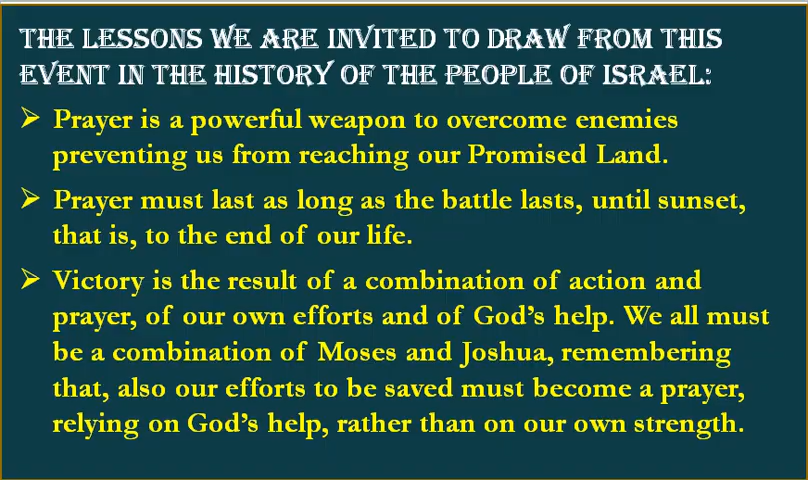 THE LESSONS WE ARE INVITED TO DRAW FROM THIS
EVENT IN THE HISTORY OF THE PEOPLE OF ISRAEL:
➢ Prayer is a powerful weapon to overcome enemies
preventing us from reaching our Promised Land.
➢ Prayer must last as long as the battle lasts, until sunset,
that is, to the end of our life.
➢ Victory is the result of a combination of action and
prayer, of our own efforts and of God's help. We all must
be a combination of Moses and Joshua, remembering
that, also our efforts to be saved must become a prayer,
relying on God's help, rather than on our own strength.